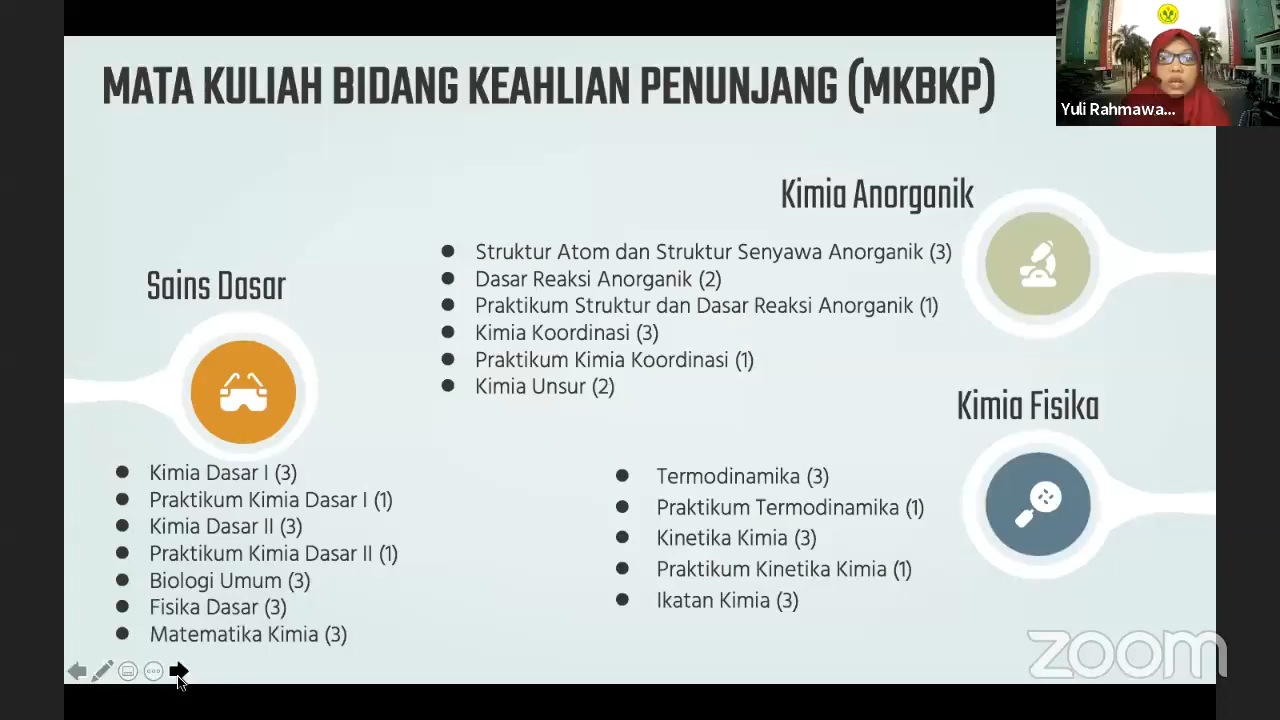 MATA KULIAH BIDANG KEAHLIAN PENUNJANG (MKBKP)
Yuli Rahmawa...
Kimia Anorganik
Struktur Atom dan Struktur Senyawa Anorganik (3)
Dasar Reaksi Anorganik (2)
Praktikum Struktur dan Dasar Reaksi Anorganik (1)
Kimia Koordinasi (3)
Praktikum Kimia Koordinasi (1)
Kimia Unsur (2)
Sains Dasar
Kimia Dasar I (3)
Praktikum Kimia Dasar I (1)
Kimia Dasar II (3)
Praktikum Kimia Dasar II (1)
Biologi Umum (3)
Fisika Dasar (3)
Matematika Kimia (3)
Kimia Fisika
Termodinamika (3)
Praktikum Termodinamika (1)
Kinetika Kimia (3)
Praktikum Kinetika Kimia (1)
Ikatan Kimia (3)
zoom